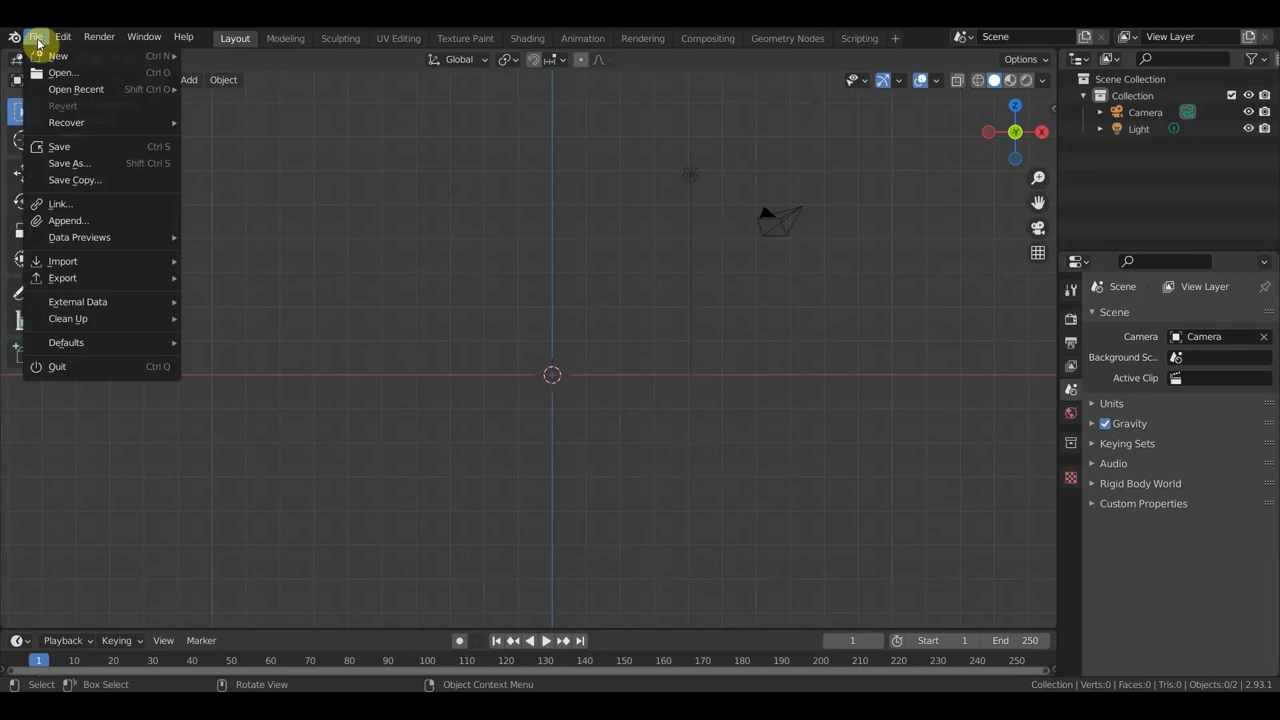 File Edit Render Window Help Layout Modeling Sculpting UV Editing Texture Paint Shading Animation Rendering Compositing Geometry Nodes Scripting + Scene View Layer
New Ctrl N
Open... Ctrl O
Open Recent Shift Ctrl O
Revert
Recover
Save Ctrl S
Save As... Shift Ctrl S
Save Copy...
Link...
Append...
Data Previews
Import
Export
External Data
Clean Up
Defaults
Quit Ctrl Q
Global Options
Add Object
Z
-Y X
Scene Collection
Collection
Camera
Light
Scene View Layer
Scene
Camera Camera
Background Sc...
Active Clip
Units
Gravity
Keying Sets
Audio
Rigid Body World
Custom Properties
Playback Keying View Marker 1 Start 1 End 250
1 10 20 30 40 50 60 70 80 90 100 110 120 130 140 150 160 170 180 190 200 210 220 230 240 250
Select Box Select Rotate View Object Context Menu Collection | Verts:0 | Faces:0 | Tris:0 | Objects:0/2 | 2.93.1